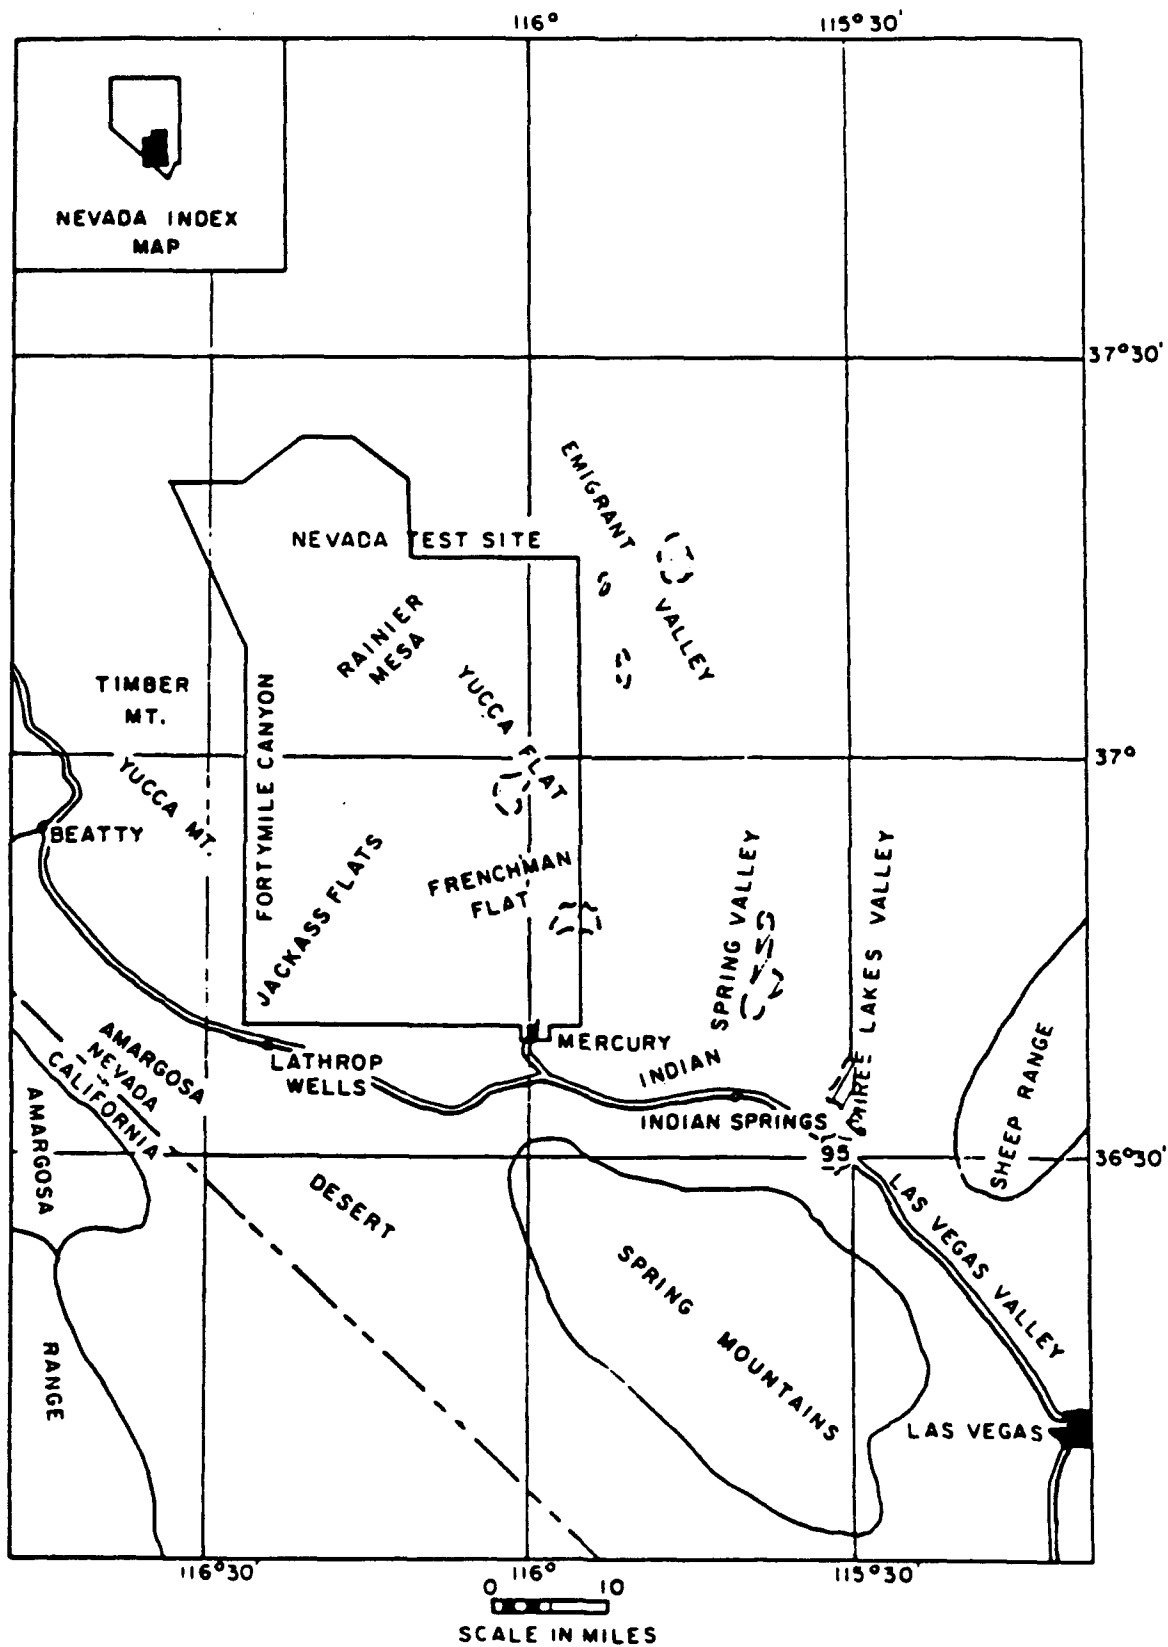 116°
115°30'
NEVADA INDEX
MAP
37°30'
EMIGRANT
VALLEY
NEVADA TEST SITE
RAINIER
MESA
TIMBER
MT.
YUCCA FLAT
FORTYMILE CANYON
37°
YUCCA MT.
BEATTY
JACKASS FLATS
FRENCHMAN
FLAT
SPRING VALLEY
LAKES VALLEY
MERCURY
INDIAN
AMARGOSA
NEVADA
CALIFORNIA
LATHROP
WELLS
INDIAN SPRINGS
SHEEP RANGE
95
36°30'
AMARGOSA
DESERT
LAS VEGAS VALLEY
SPRING
MOUNTAINS
RANGE
LAS VEGAS
116°30'
116°
115°30'
0 10
SCALE IN MILES